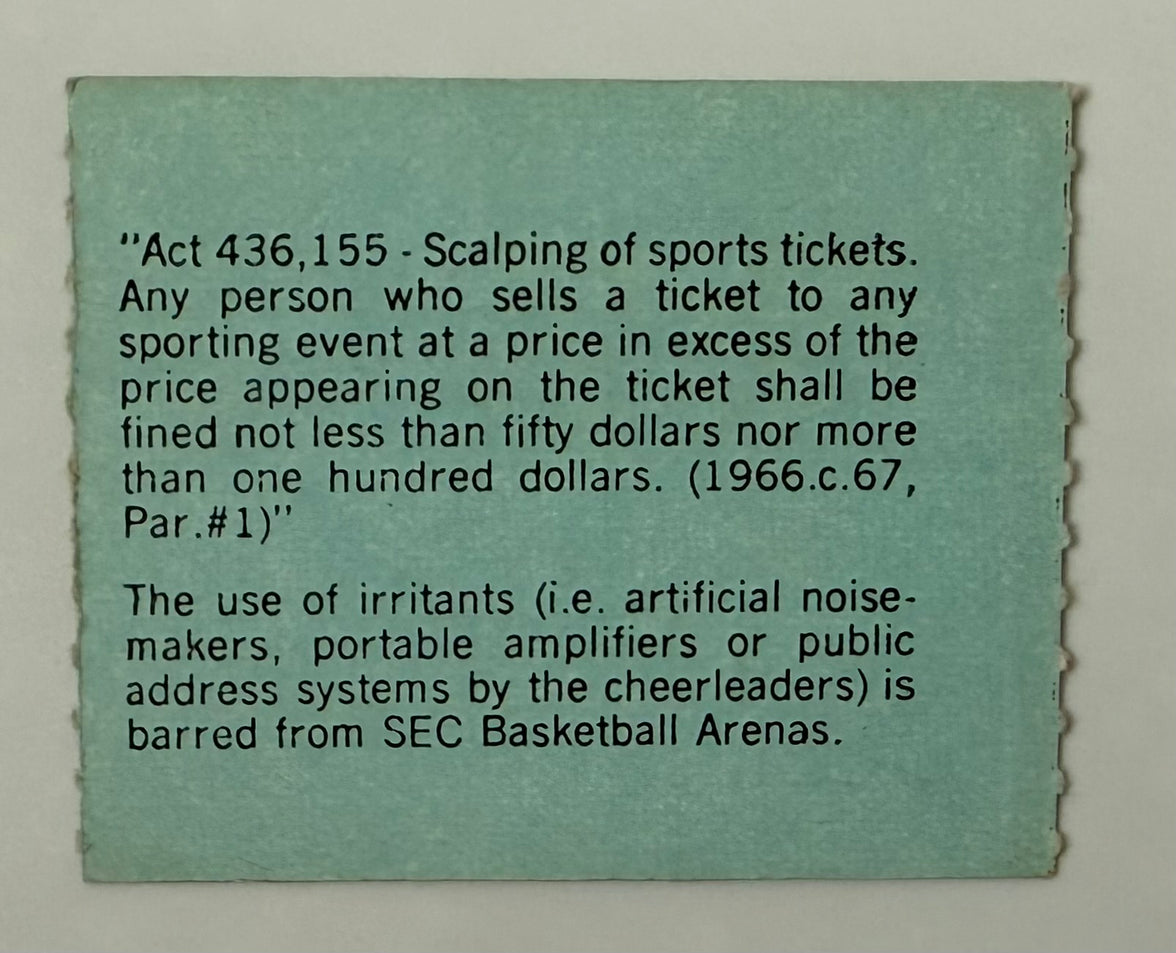 "Act 436,155 - Scalping of sports tickets.
Any person who sells a ticket to any
sporting event at a price in excess of the
price appearing on the ticket shall be
fined not less than fifty dollars nor more
than one hundred dollars. (1966.c.67,
Par.#1)"
The use of irritants (i.e. artificial noise-
makers, portable amplifiers or public
address systems by the cheerleaders) is
barred from SEC Basketball Arenas.